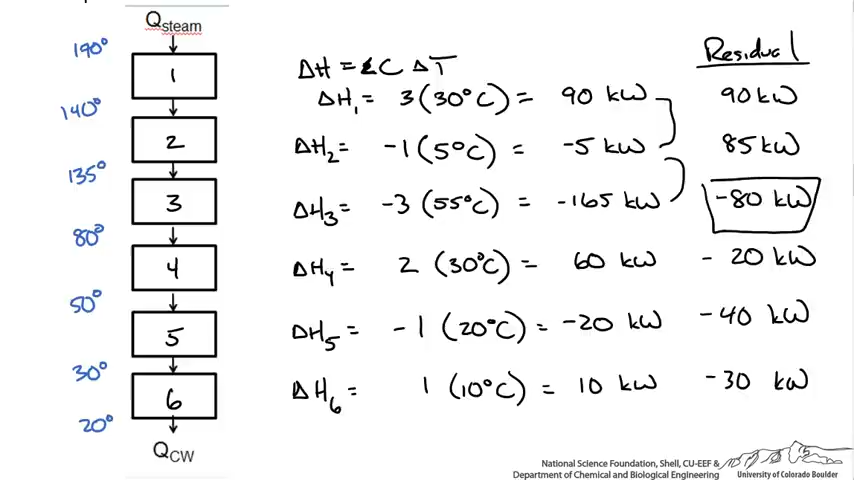 Qsteam
190°
1
140°
2
135°
3
80°
4
50°
5
30°
6
20°
QCW
ΔH = ΣC ΔT
ΔH₁ = 3 (30°C) = 90 kW
ΔH₂ = -1 (5°C) = -5 kW
ΔH₃ = -3 (55°C) = -165 kW
ΔH₄ = 2 (30°C) = 60 kW
ΔH₅ = -1 (20°C) = -20 kW
ΔH₆ = 1 (10°C) = 10 kW
Residual
90 kW
85 kW
-80 kW
- 20 kW
- 40 kW
- 30 kW
National Science Foundation, Shell, CU-EEF &
Department of Chemical and Biological Engineering
University of Colorado Boulder